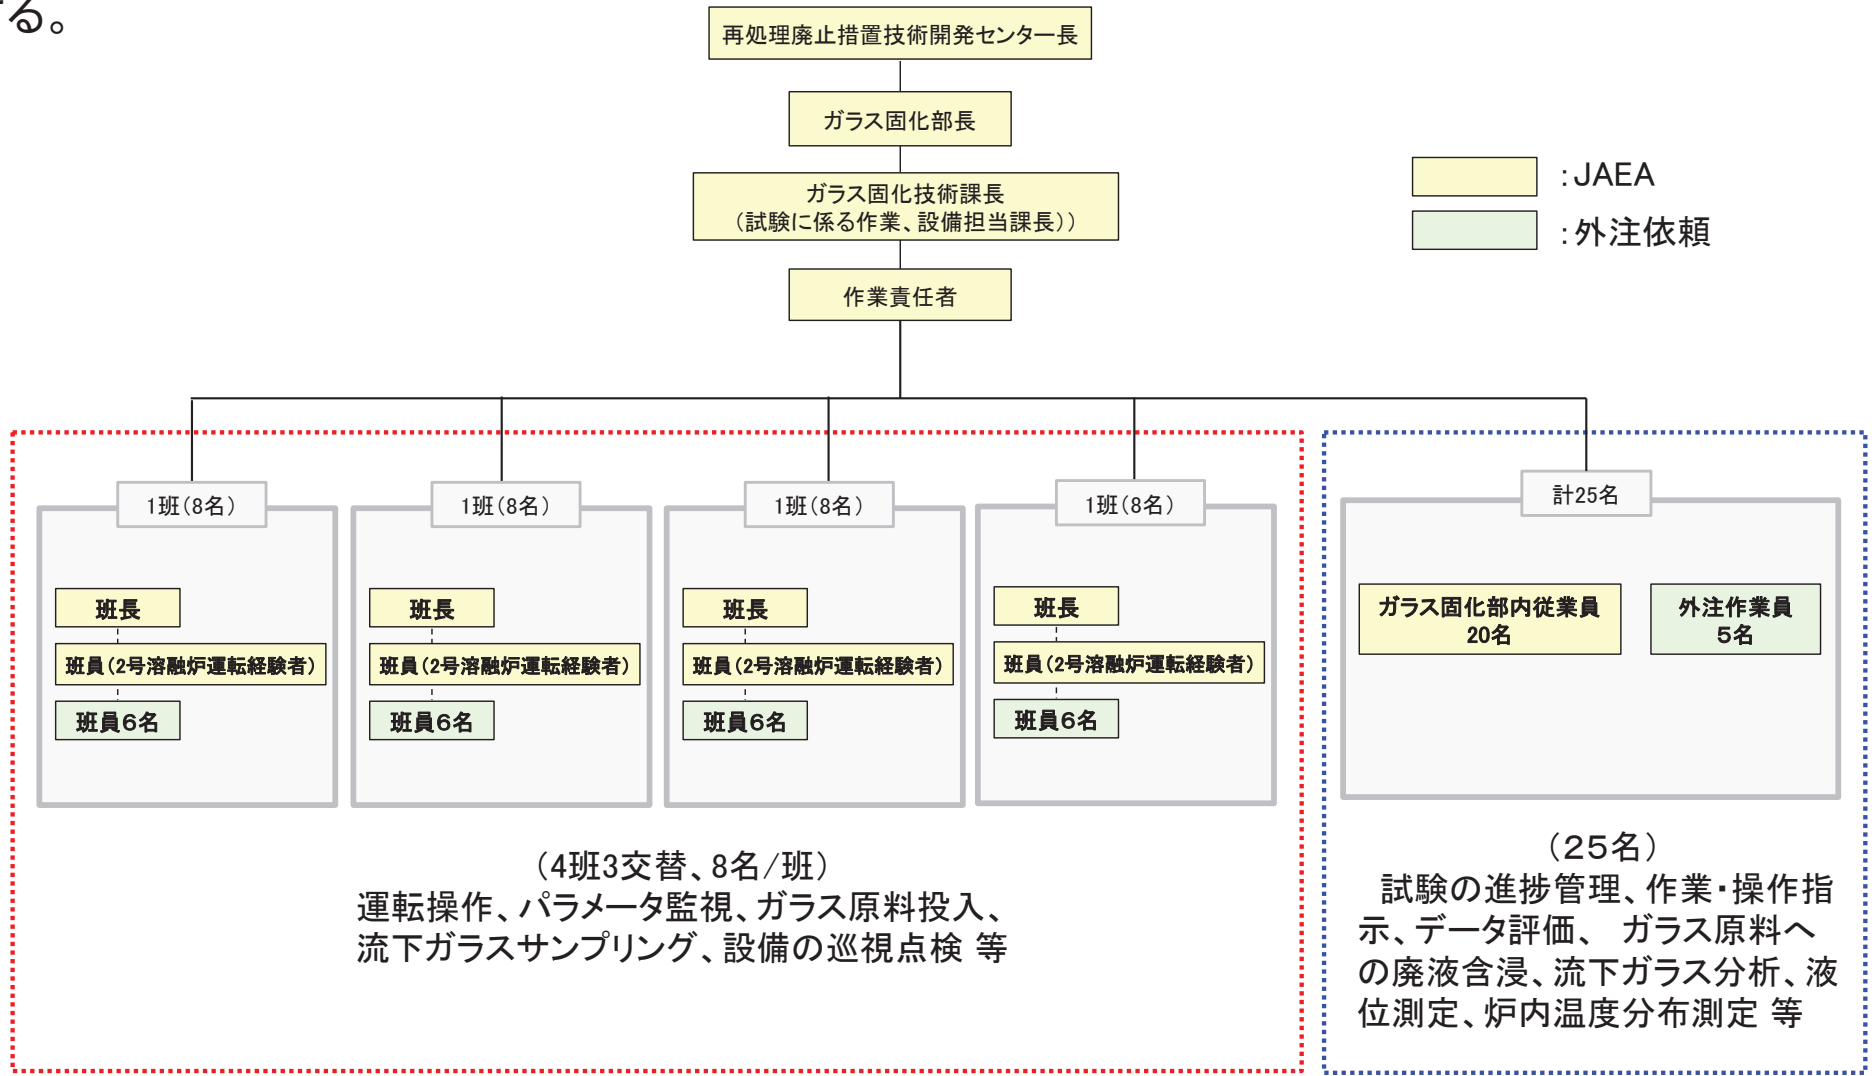 する。
再処理廃止措置技術開発センター長
ガラス固化部長
ガラス固化技術課長
（試験に係る作業、設備担当課長））
作業責任者
：JAEA
：外注依頼
1班（8名）
班長
班員（2号溶融炉運転経験者）
班員６名
1班（8名）
班長
班員（2号溶融炉運転経験者）
班員６名
1班（8名）
班長
班員（2号溶融炉運転経験者）
班員６名
1班（8名）
班長
班員（2号溶融炉運転経験者）
班員６名
（4班3交替、8名/班）
運転操作、パラメータ監視、ガラス原料投入、
流下ガラスサンプリング、設備の巡視点検 等
計25名
ガラス固化部内従業員
20名
外注作業員
５名
（２５名）
試験の進捗管理、作業・操作指
示、データ評価、 ガラス原料へ
の廃液含浸、流下ガラス分析、液
位測定、炉内温度分布測定 等